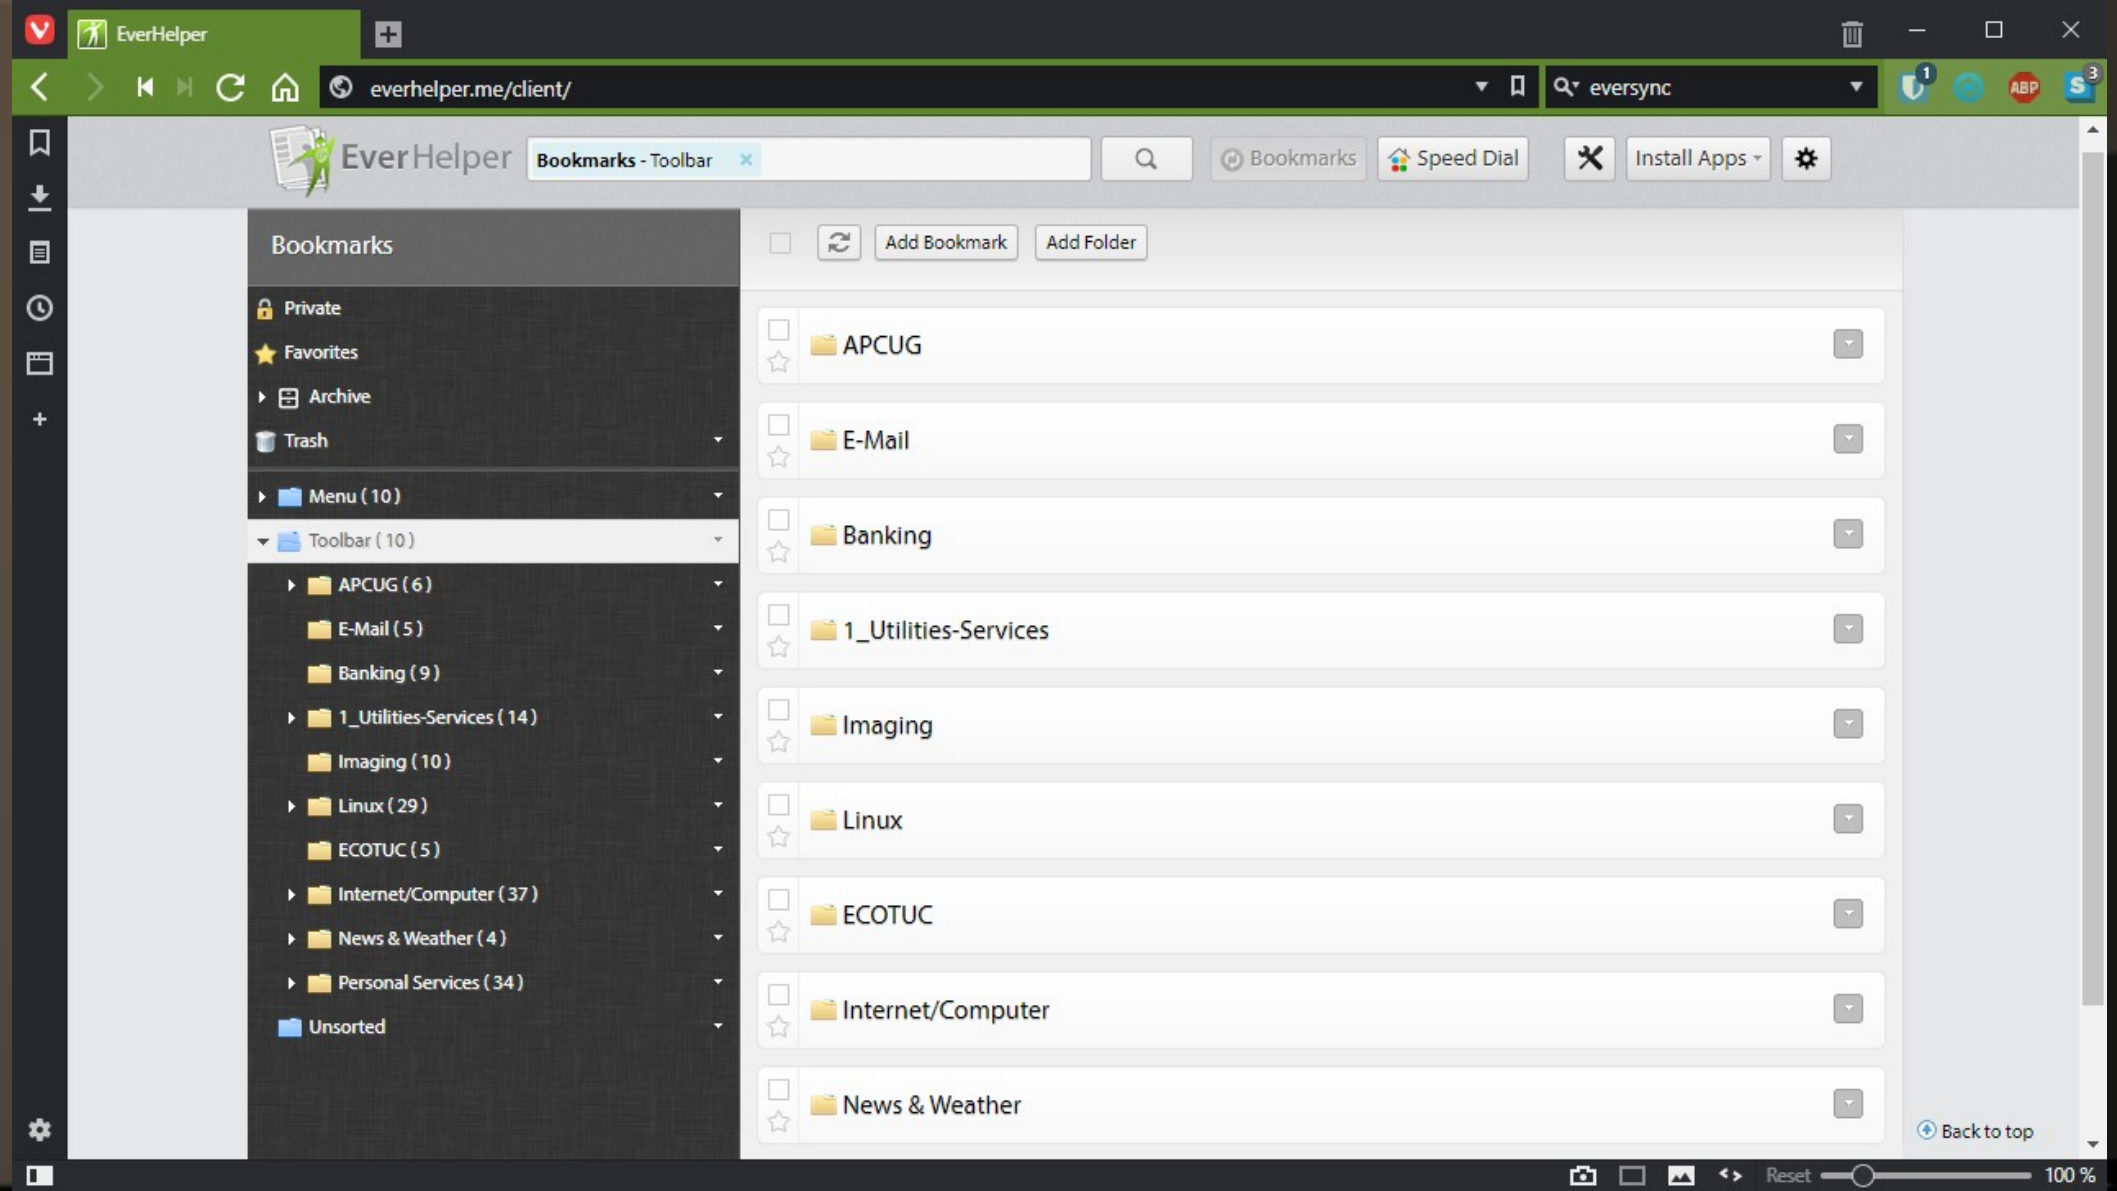 EverHelper
everhelper.me/client/
eversync
1
ABP
S
3
EverHelper
Bookmarks - Toolbar
Bookmarks
Speed Dial
Install Apps
Bookmarks
Add Bookmark
Add Folder
Private
Favorites
Archive
Trash
Menu ( 10 )
Toolbar ( 10 )
APCUG ( 6 )
E-Mail ( 5 )
Banking ( 9 )
1_Utilities-Services ( 14 )
Imaging ( 10 )
Linux ( 29 )
ECOTUC ( 5 )
Internet/Computer ( 37 )
News & Weather ( 4 )
Personal Services ( 34 )
Unsorted
APCUG
E-Mail
Banking
1_Utilities-Services
Imaging
Linux
ECOTUC
Internet/Computer
News & Weather
Back to top
Reset
100 %